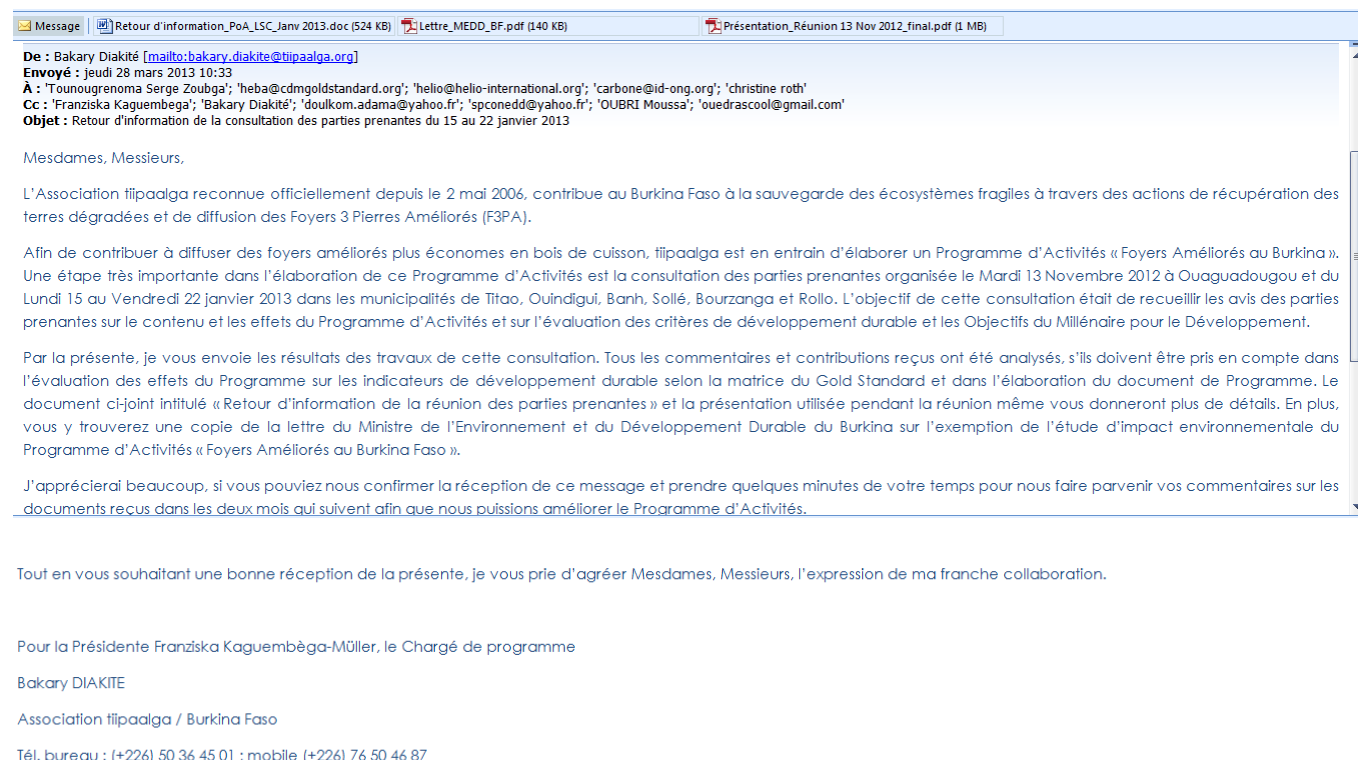 Message Retour d'information_PoA_LSC_Janv 2013.doc (524 KB) Lettre_MEDD_BF.pdf (140 KB) Présentation_Réunion 13 Nov 2012_final.pdf (1 MB)
De : Bakary Diakité [mailto:bakary.diakite@tiipaalga.org]
Envoyé : jeudi 28 mars 2013 10:33
À : 'Tounougrenoma Serge Zoubga'; 'heba@cdmgoldstandard.org'; 'helio@helio-international.org'; 'carbone@id-ong.org'; 'christine roth'
Cc : 'Franziska Kaguembega'; 'Bakary Diakité'; 'doulkom.adama@yahoo.fr'; 'spconedd@yahoo.fr'; 'OUBRI Moussa'; 'ouedrascool@gmail.com'
Objet : Retour d'information de la consultation des parties prenantes du 15 au 22 janvier 2013
Mesdames, Messieurs,
L'Association tiipaalga reconnue officiellement depuis le 2 mai 2006, contribue au Burkina Faso à la sauvegarde des écosystèmes fragiles à travers des actions de récupération des
terres dégradées et de diffusion des Foyers 3 Pierres Améliorés (F3PA).
Afin de contribuer à diffuser des foyers améliorés plus économes en bois de cuisson, tiipaalga est en entrain d'élaborer un Programme d'Activités « Foyers Améliorés au Burkina ».
Une étape très importante dans l'élaboration de ce Programme d'Activités est la consultation des parties prenantes organisée le Mardi 13 Novembre 2012 à Ouaguadougou et du
Lundi 15 au Vendredi 22 janvier 2013 dans les municipalités de Titao, Ouindigui, Banh, Sollé, Bourzanga et Rollo. L'objectif de cette consultation était de recueillir les avis des parties
prenantes sur le contenu et les effets du Programme d'Activités et sur l'évaluation des critères de développement durable et les Objectifs du Millénaire pour le Développement.
Par la présente, je vous envoie les résultats des travaux de cette consultation. Tous les commentaires et contributions reçus ont été analysés, s'ils doivent être pris en compte dans
l'évaluation des effets du Programme sur les indicateurs de développement durable selon la matrice du Gold Standard et dans l'élaboration du document de Programme. Le
document ci-joint intitulé « Retour d'information de la réunion des parties prenantes » et la présentation utilisée pendant la réunion même vous donneront plus de détails. En plus,
vous y trouverez une copie de la lettre du Ministre de l'Environnement et du Développement Durable du Burkina sur l'exemption de l'étude d'impact environnementale du
Programme d'Activités « Foyers Améliorés au Burkina Faso ».
J'apprécierai beaucoup, si vous pouviez nous confirmer la réception de ce message et prendre quelques minutes de votre temps pour nous faire parvenir vos commentaires sur les
documents reçus dans les deux mois qui suivent afin que nous puissions améliorer le Programme d'Activités.
Tout en vous souhaitant une bonne réception de la présente, je vous prie d'agréer Mesdames, Messieurs, l'expression de ma franche collaboration.
Pour la Présidente Franziska Kaguembèga-Müller, le Chargé de programme
Bakary DIAKITE
Association tiipaalga / Burkina Faso
Tél. bureau : (+226) 50 36 45 01 ; mobile (+226) 76 50 46 87